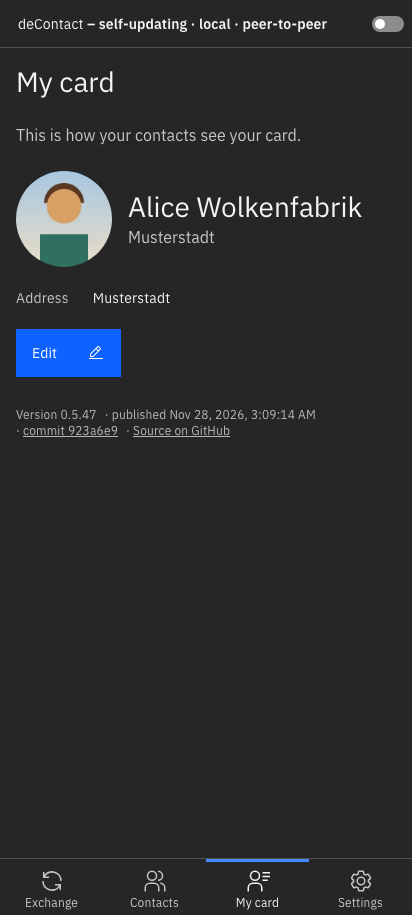 deContact – self-updating · local · peer-to-peer
My card
This is how your contacts see your card.
Alice Wolkenfabrik
Musterstadt
Address Musterstadt
Edit
Version 0.5.47 · published Nov 28, 2026, 3:09:14 AM
· commit 923a6e9 · Source on GitHub
Exchange Contacts My card Settings